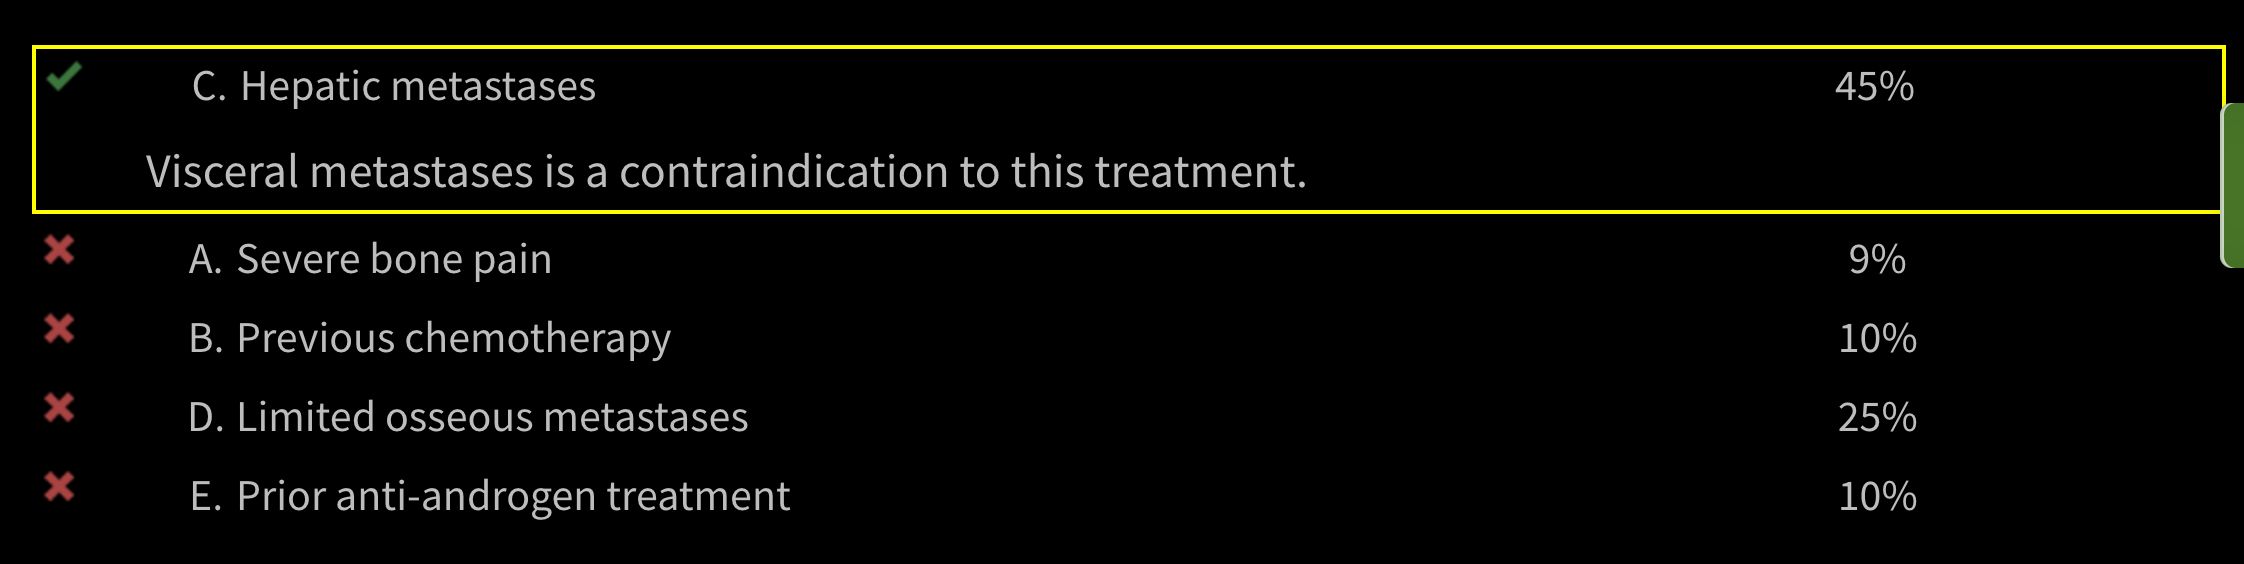 C. Hepatic metastases 45%
Visceral metastases is a contraindication to this treatment.
A. Severe bone pain 9%
B. Previous chemotherapy 10%
D. Limited osseous metastases 25%
E. Prior anti-androgen treatment 10%